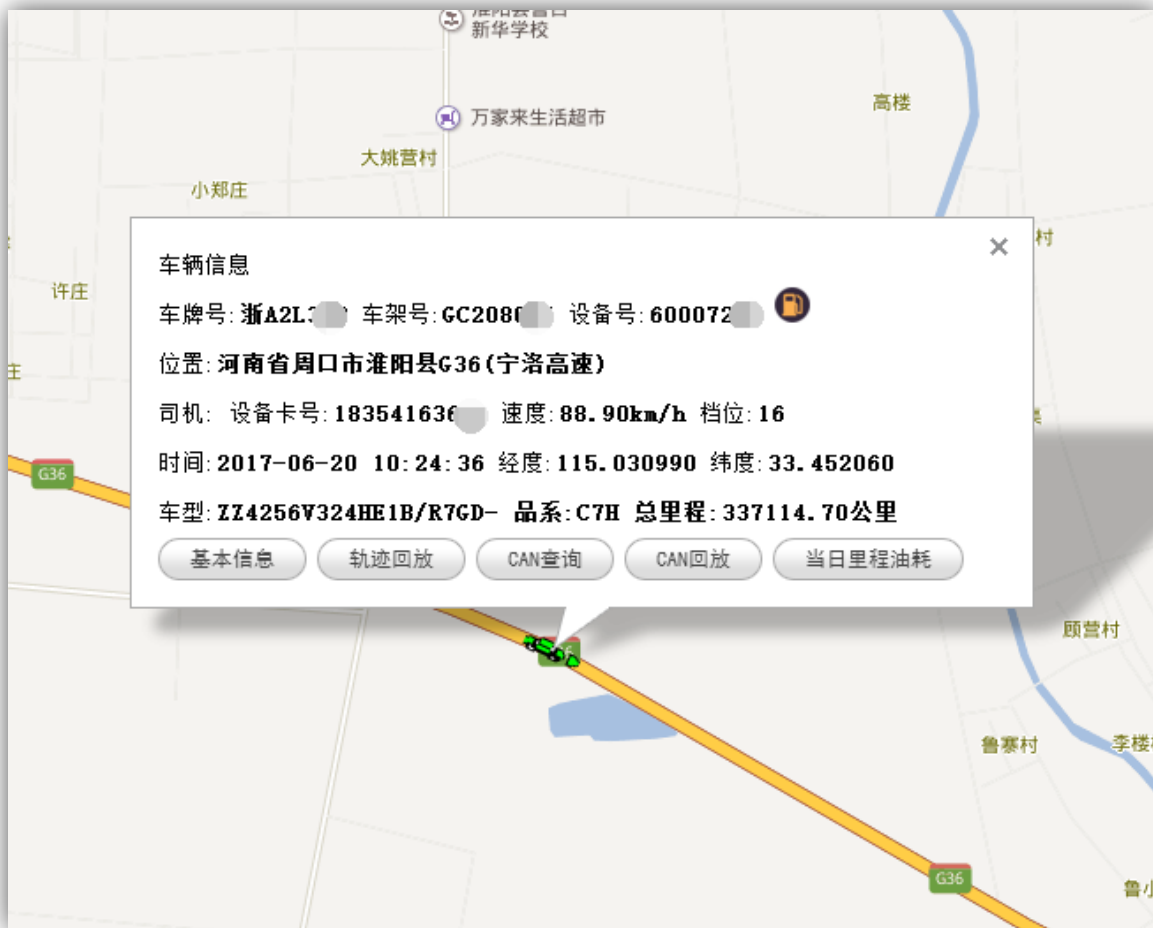 新华学校
万家来生活超市
高楼
大姚营村
小郑庄
村
许庄
庄
车辆信息
车牌号:浙A2L 车架号:GC208 设备号:600072
位置:河南省周口市淮阳县G36(宁洛高速)
司机: 设备卡号:183541636 速度:88.90km/h 档位:16
时间:2017-06-20 10:24:36 经度:115.030990 纬度:33.452060
车型:ZZ4256V324HE1B/R7GD- 品系:C7H 总里程:337114.70公里
基本信息 轨迹回放 CAN查询 CAN回放 当日里程油耗
G36
顾营村
鲁寨村
李楼
G36
鲁小